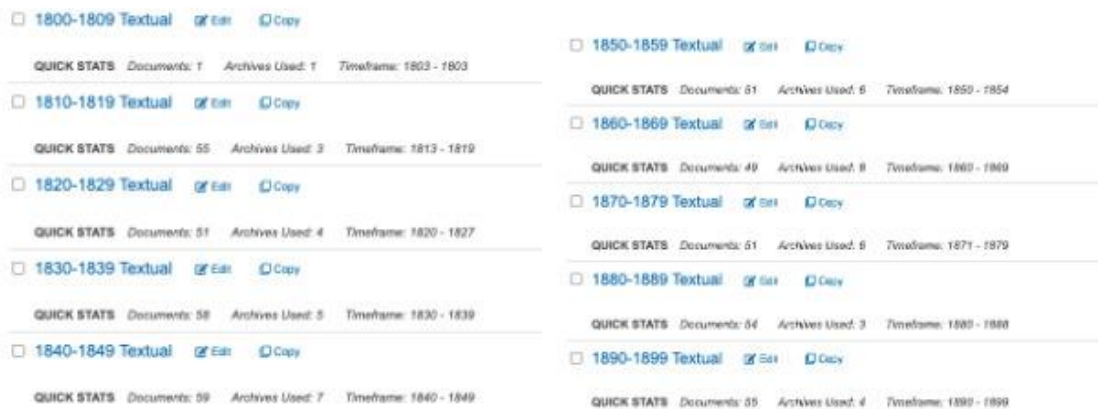 1800-1809 Textual Edit Copy
QUICK STATS Documents: 1 Archives Used: 1 Timeframe: 1803 - 1803
1810-1819 Textual Edit Copy
QUICK STATS Documents: 55 Archives Used: 3 Timeframe: 1813 - 1819
1820-1829 Textual Edit Copy
QUICK STATS Documents: 51 Archives Used: 4 Timeframe: 1820 - 1827
1830-1839 Textual Edit Copy
QUICK STATS Documents: 58 Archives Used: 5 Timeframe: 1830 - 1839
1840-1849 Textual Edit Copy
QUICK STATS Documents: 59 Archives Used: 7 Timeframe: 1840 - 1849
1850-1859 Textual Edit Copy
QUICK STATS Documents: 51 Archives Used: 6 Timeframe: 1850 - 1854
1860-1869 Textual Edit Copy
QUICK STATS Documents: 49 Archives Used: Timeframe: 1860 - 1869
1870-1879 Textual Edit Copy
QUICK STATS Documents: 51 Archives Used: 6 Timeframe: 1871 - 1879
1880-1889 Textual Edit Copy
QUICK STATS Documents: 54 Archives Used: 3 Timeframe: 1880 - 1888
1890-1899 Textual Edit Copy
QUICK STATS Documents: 55 Archives Used: 4 Timeframe: 1890 - 1899